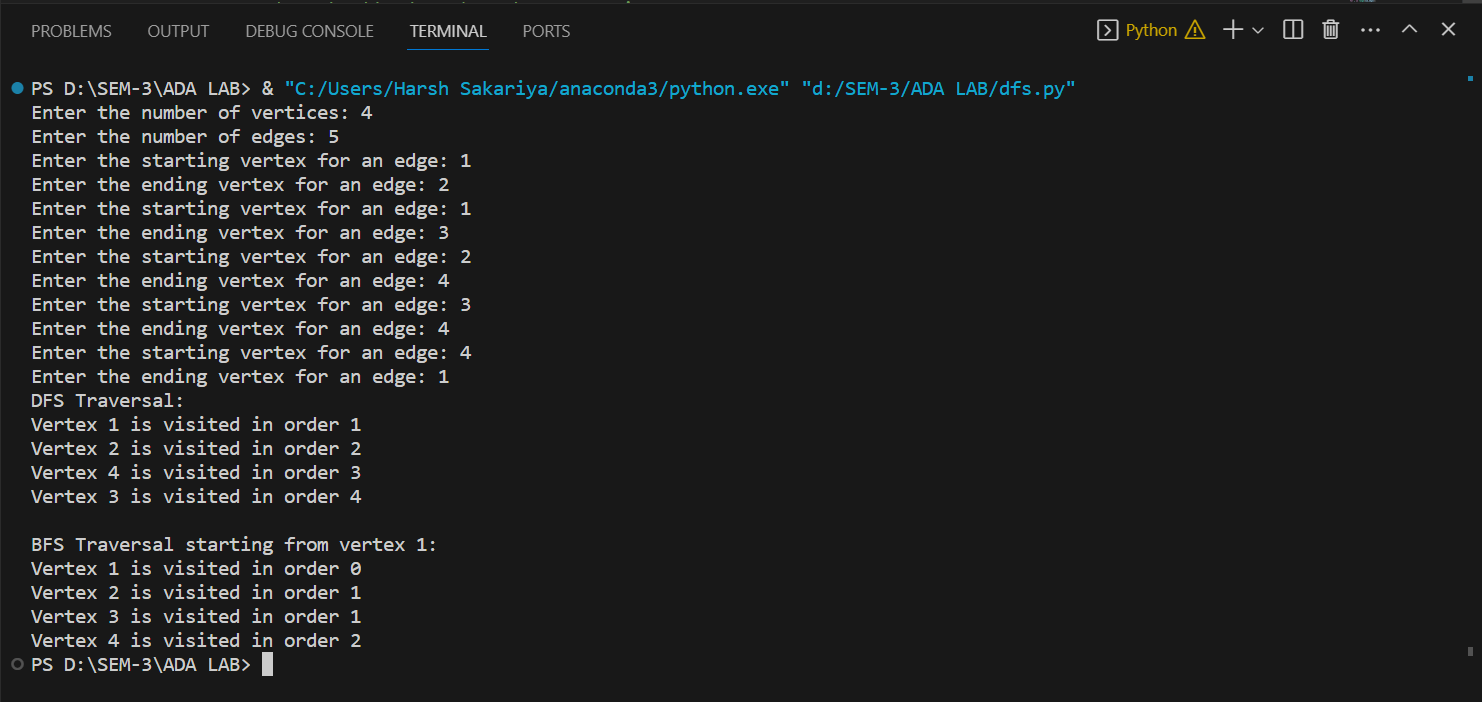 PROBLEMS OUTPUT DEBUG CONSOLE TERMINAL PORTS Python
PS D:\SEM-3\ADA LAB> & "C:/Users/Harsh Sakariya/anaconda3/python.exe" "d:/SEM-3/ADA LAB/dfs.py"
Enter the number of vertices: 4
Enter the number of edges: 5
Enter the starting vertex for an edge: 1
Enter the ending vertex for an edge: 2
Enter the starting vertex for an edge: 1
Enter the ending vertex for an edge: 3
Enter the starting vertex for an edge: 2
Enter the ending vertex for an edge: 4
Enter the starting vertex for an edge: 3
Enter the ending vertex for an edge: 4
Enter the starting vertex for an edge: 4
Enter the ending vertex for an edge: 1
DFS Traversal:
Vertex 1 is visited in order 1
Vertex 2 is visited in order 2
Vertex 4 is visited in order 3
Vertex 3 is visited in order 4
BFS Traversal starting from vertex 1:
Vertex 1 is visited in order 0
Vertex 2 is visited in order 1
Vertex 3 is visited in order 1
Vertex 4 is visited in order 2
PS D:\SEM-3\ADA LAB>